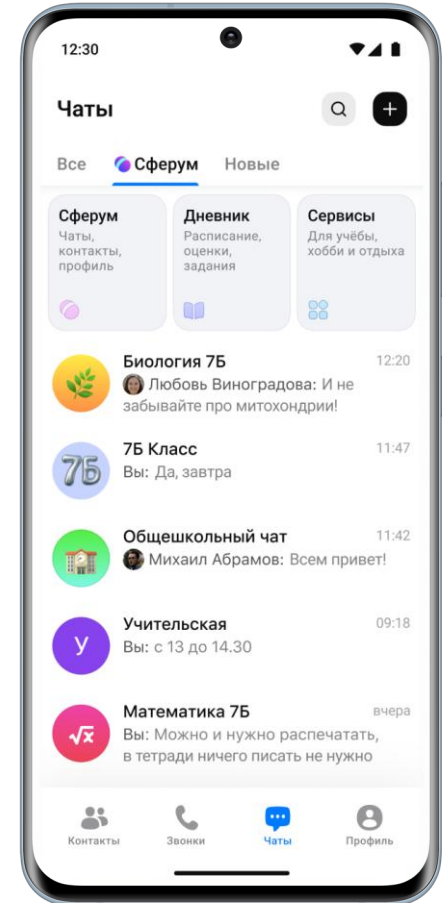 12:30
Чаты
Все Сферум Новые
Сферум
Чаты,
контакты,
профиль
Дневник
Расписание,
оценки,
задания
Сервисы
Для учёбы,
хобби и отдыха
Биология 7Б 12:20
Любовь Виноградова: И не
забывайте про митохондрии!
7Б
7Б Класс 11:47
Вы: Да, завтра
Общешкольный чат 11:42
Михаил Абрамов: Всем привет!
У
Учительская 09:18
Вы: с 13 до 14.30
√x
Математика 7Б вчера
Вы: Можно и нужно распечатать,
в тетради ничего писать не нужно
Контакты Звонки Чаты Профиль